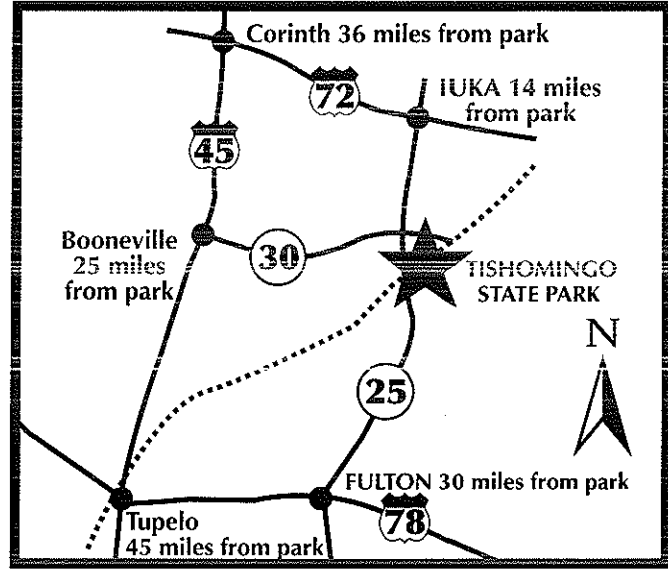 Corinth 36 miles from park
72
IUKA 14 miles
from park
45
Booneville
25 miles
from park
30
TISHOMINGO
STATE PARK
N
25
FULTON 30 miles from park
78
Tupelo
45 miles from park